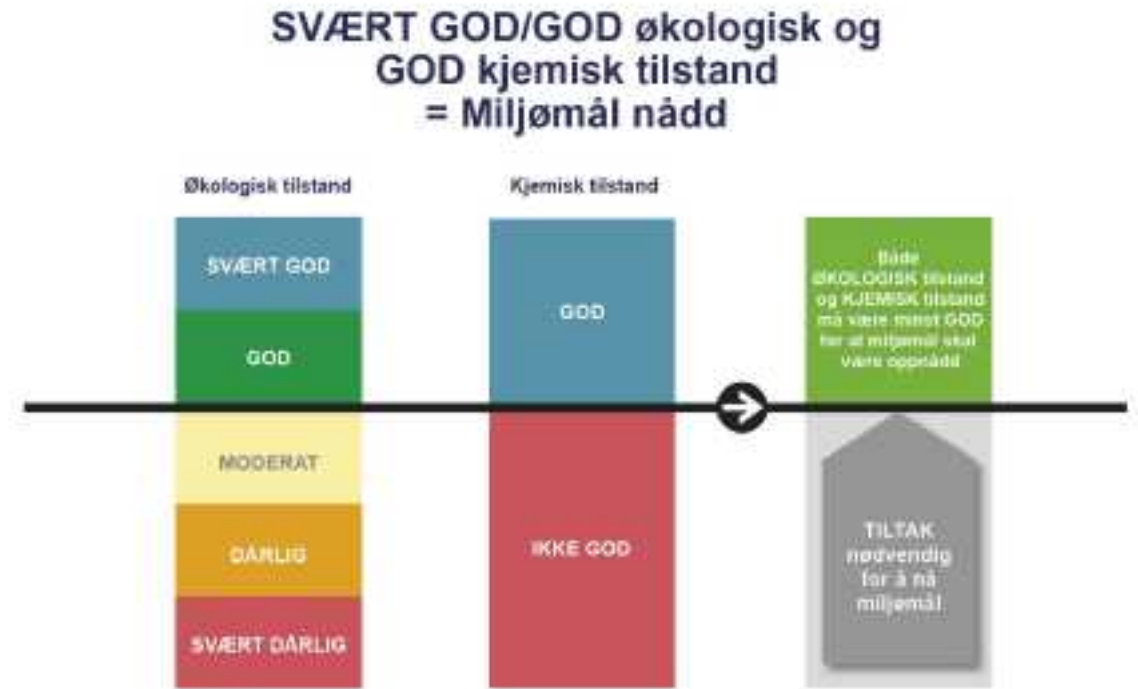 SVÆRT GOD/GOD økologisk og
GOD kjemisk tilstand
= Miljømål nådd
Økologisk tilstand
SVÆRT GOD
GOD
MODERAT
DÅRLIG
SVÆRT DÅRLIG
Kjemisk tilstand
GOD
IKKE GOD
Både
ØKOLOGISK tilstand
og KJEMISK tilstand
må være minst GOD
for at miljømål skal
være oppnådd
TILTAK
nødvendig
for å nå
miljømål